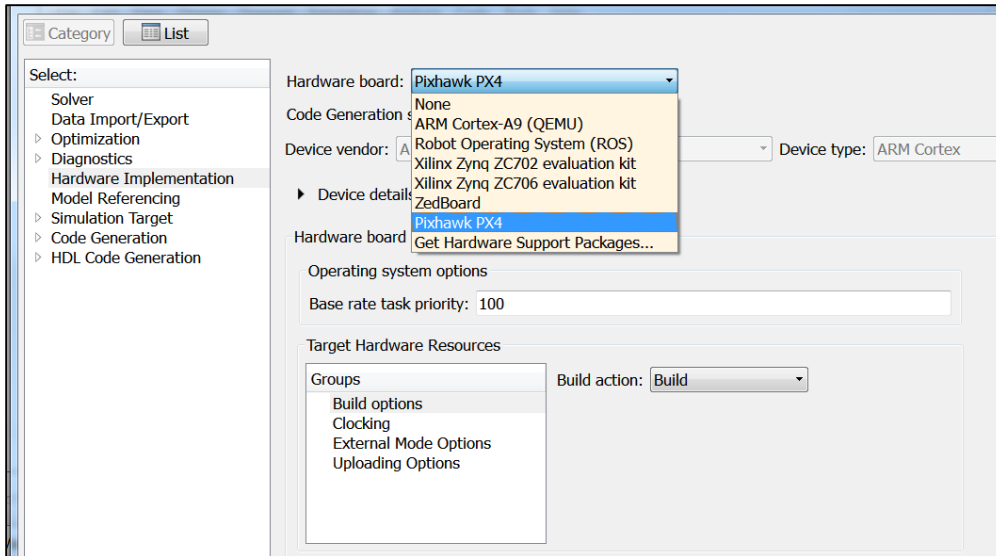 Category List
Select:
Solver
Data Import/Export
Optimization
Diagnostics
Hardware Implementation
Model Referencing
Simulation Target
Code Generation
HDL Code Generation
Hardware board: Pixhawk PX4
None
ARM Cortex-A9 (QEMU)
Robot Operating System (ROS)
Xilinx Zynq ZC702 evaluation kit
Xilinx Zynq ZC706 evaluation kit
ZedBoard
Pixhawk PX4
Get Hardware Support Packages...
Code Generation
Device vendor: A Device type: ARM Cortex
Device details
Hardware board
Operating system options
Base rate task priority: 100
Target Hardware Resources
Groups
Build options
Clocking
External Mode Options
Uploading Options
Build action: Build